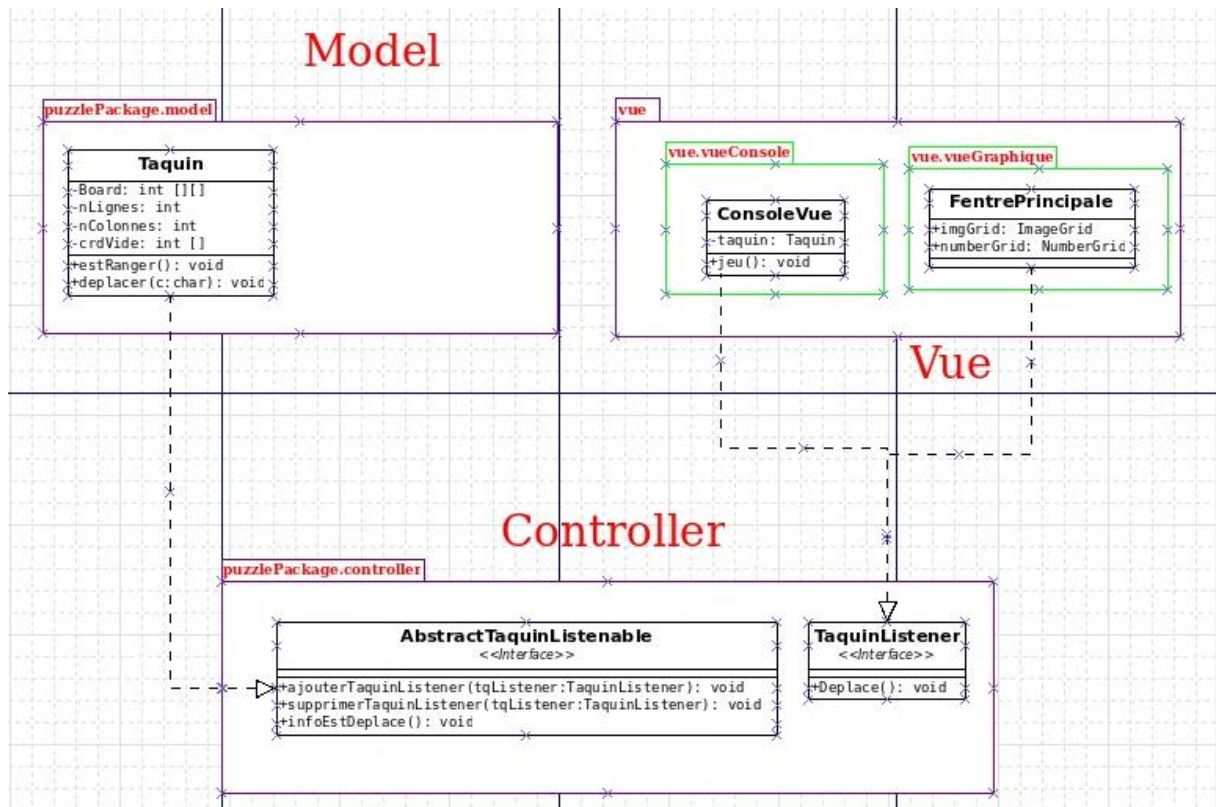 Model
puzzlePackage.model
Taquin
-Board: int [][]
-nLignes: int
-nColonnes: int
-crdVide: int []
+estRanger(): void
+deplacer(c:char): void
vue
vue.vueConsole
ConsoleVue
-taquin: Taquin
+jeu(): void
vue.vueGraphique
FentrePrincipale
+imgGrid: ImageGrid
+numberGrid: NumberGrid
Vue
Controller
puzzlePackage.controller
AbstractTaquinListenable
<<Interface>>
+ajouterTaquinListener(tqListener:TaquinListener): void
+supprimerTaquinListener(tqListener:TaquinListener): void
+infoEstDeplace(): void
TaquinListener
<<Interface>>
+Deplace(): void